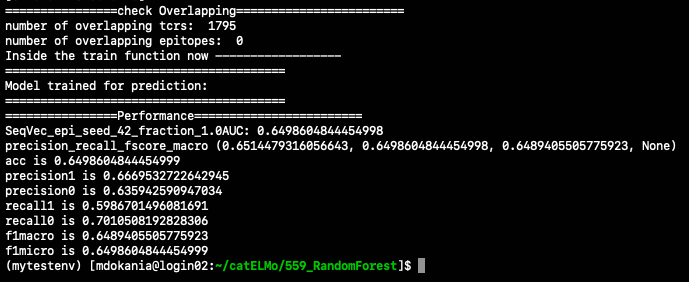 ================check Overlapping========================
number of overlapping tcrs:  1795
number of overlapping epitopes:  0
Inside the train function now ------------------
========================================
Model trained for prediction:
========================================
================Performance========================
SeqVec_epi_seed_42_fraction_1.0AUC: 0.6498604844454998
precision_recall_fscore_macro (0.6514479316056643, 0.6498604844454998, 0.6489405505775923, None)
acc is 0.6498604844454999
precision1 is 0.6669532722642945
precision0 is 0.635942590947034
recall1 is 0.5986701496081691
recall0 is 0.7010508192828306
f1macro is 0.6489405505775923
f1micro is 0.6498604844454999
(mytestenv) [mdokania@login02:~/catELMo/559_RandomForest]$